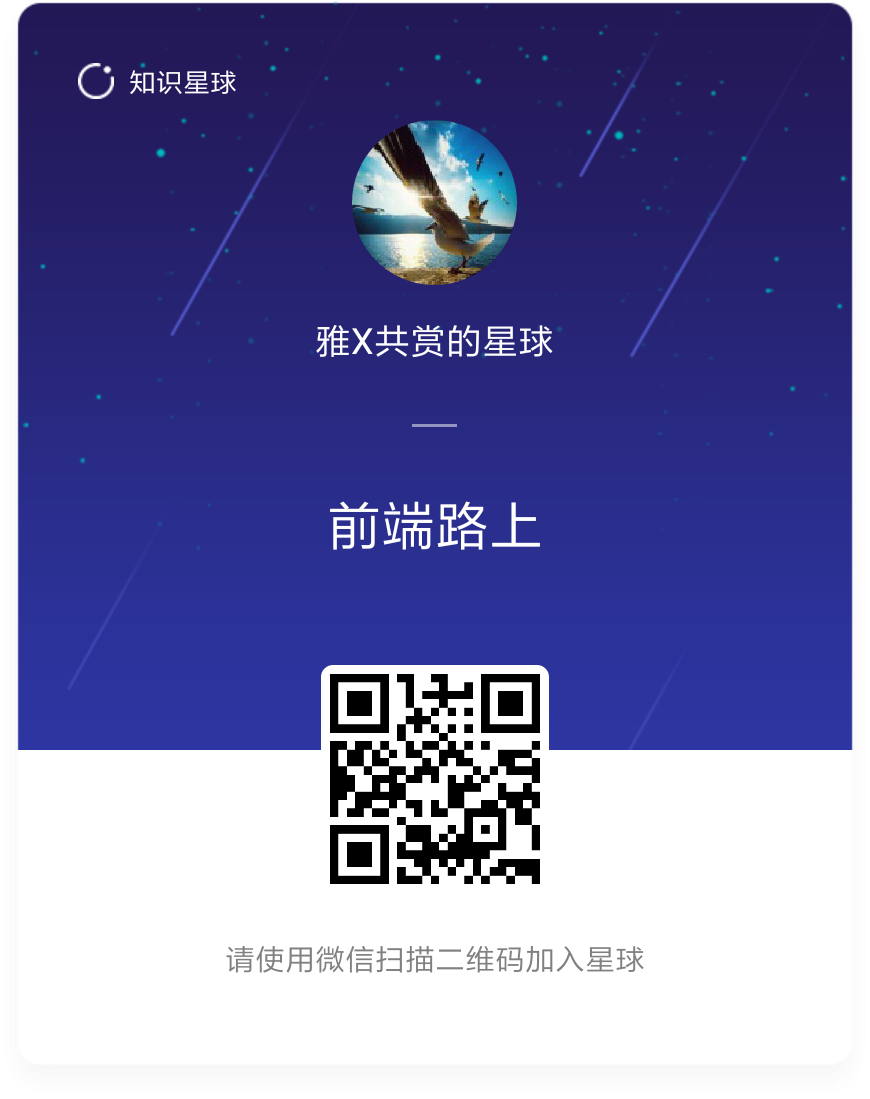 知识星球
雅X共赏的星球
前端路上
请使用微信扫描二维码加入星球